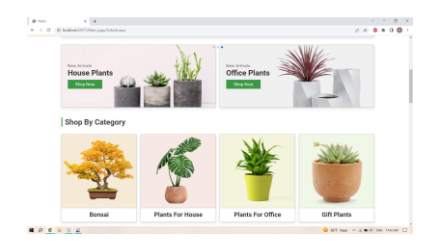 New Arrivals
House Plants
Shop Now
New Arrivals
Office Plants
Shop Now
Shop By Category
Bonsai
Plants For House
Plants For Office
Gift Plants